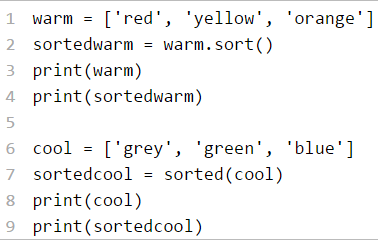 1 warm = ['red', 'yellow', 'orange']
2 sortedwarm = warm.sort()
3 print(warm)
4 print(sortedwarm)
5
6 cool = ['grey', 'green', 'blue']
7 sortedcool = sorted(cool)
8 print(cool)
9 print(sortedcool)